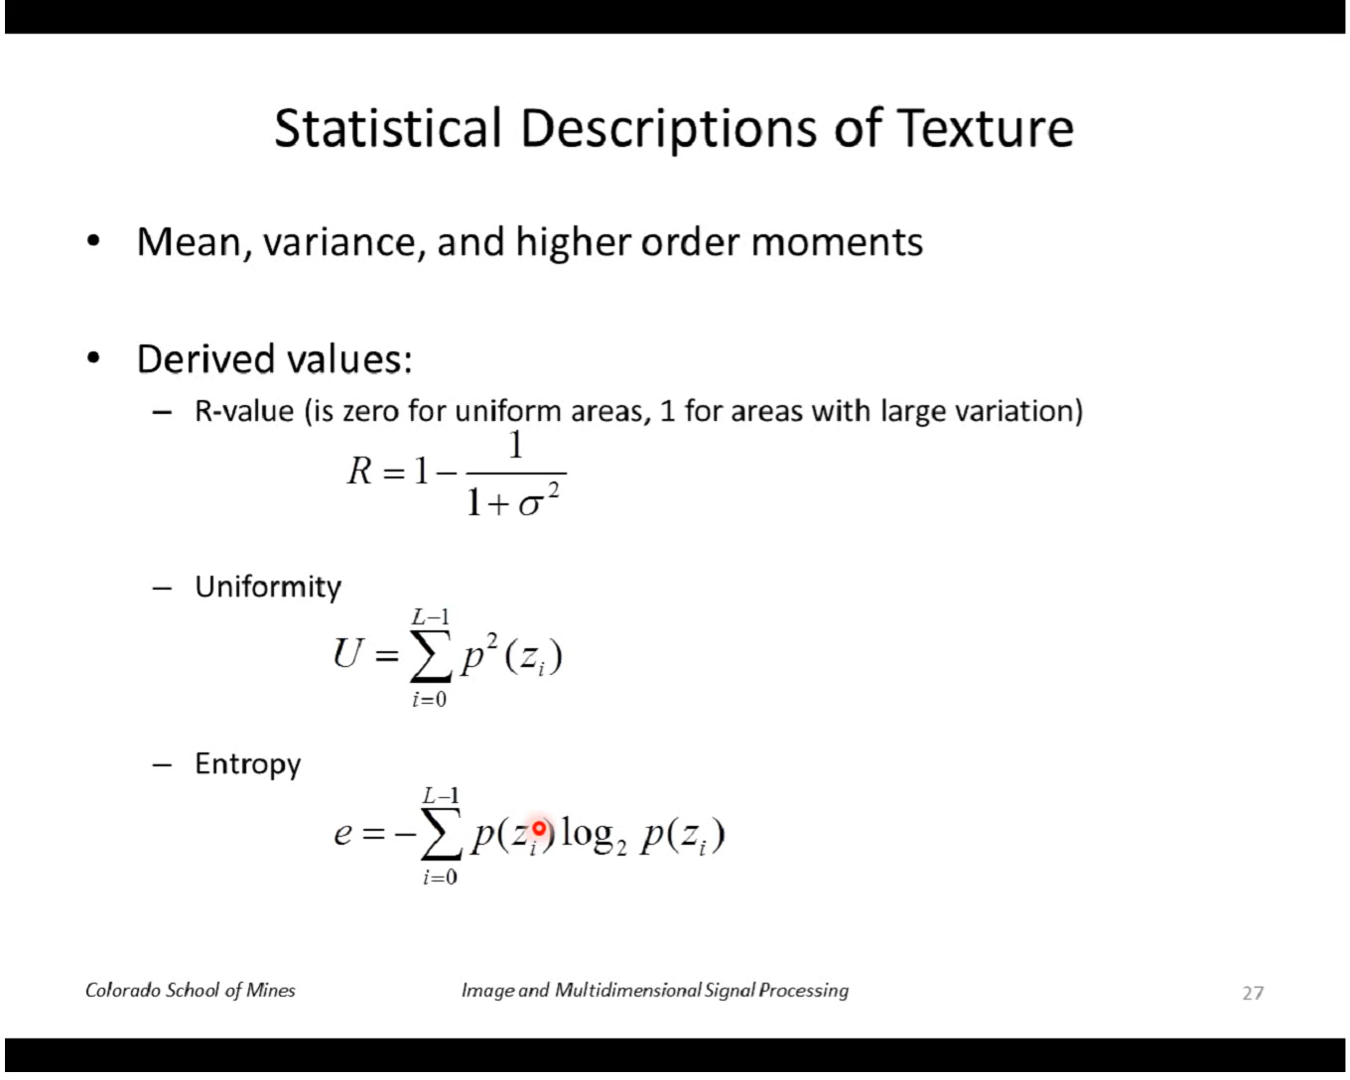 Statistical Descriptions of Texture
• Mean, variance, and higher order moments
• Derived values:
– R-value (is zero for uniform areas, 1 for areas with large variation)
R = 1 − 1 / (1 + σ²)
– Uniformity
U = ∑_{i=0}^{L−1} p²(z_i)
– Entropy
e = −∑_{i=0}^{L−1} p(z_i) log₂ p(z_i)
Colorado School of Mines
Image and Multidimensional Signal Processing
27